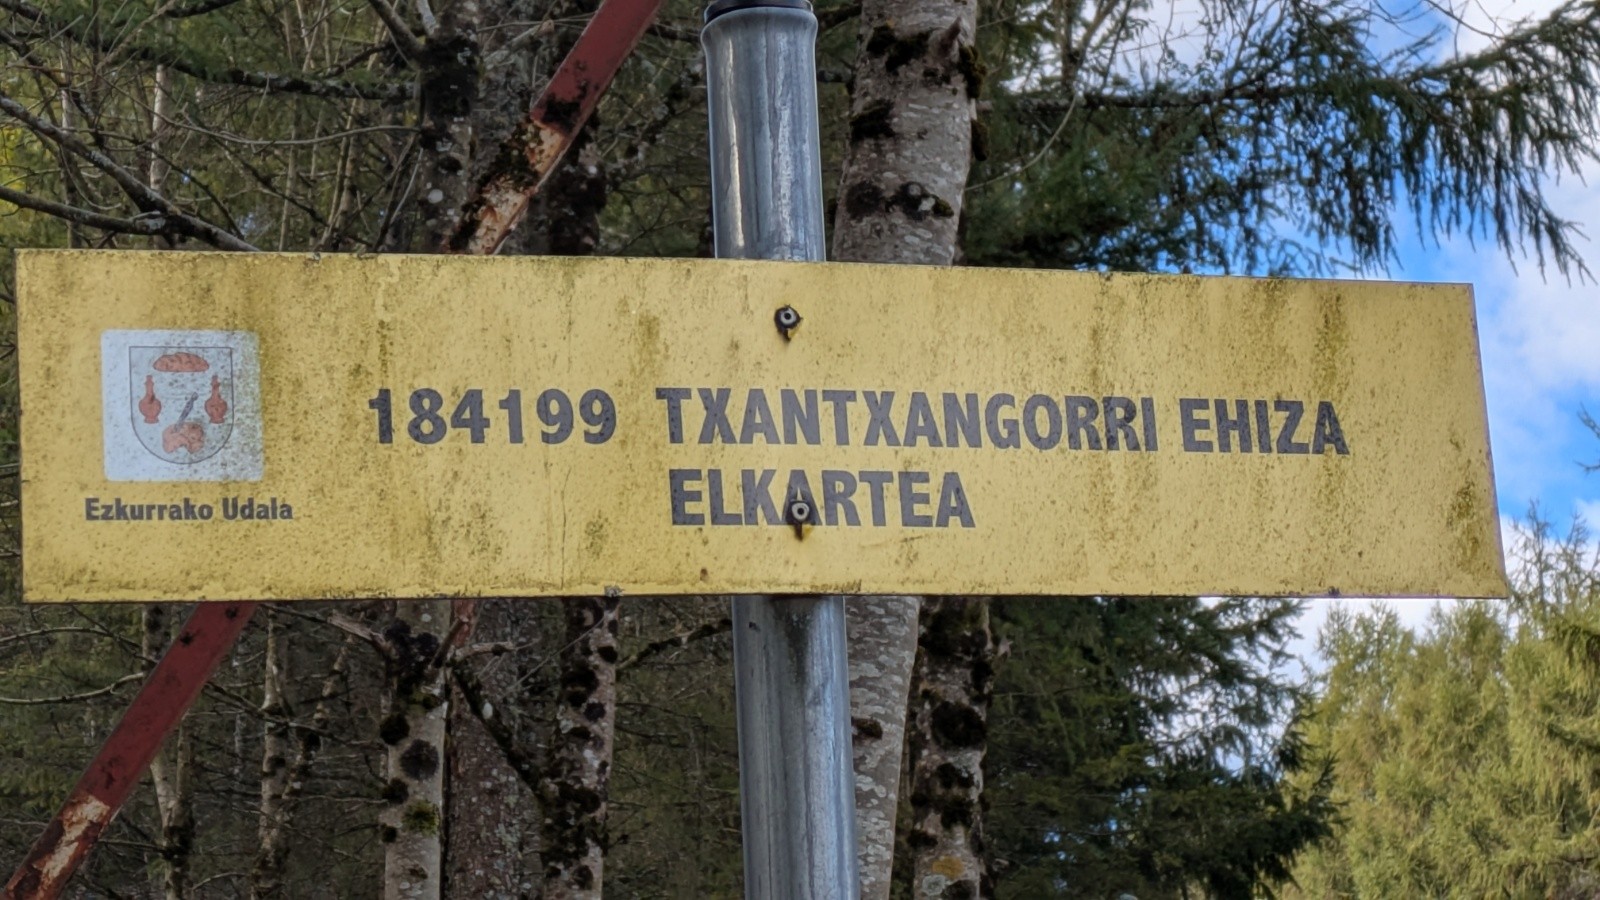 184199 TXANTXANGORRI EHIZA
ELKARTEA
Ezkurrako Udala